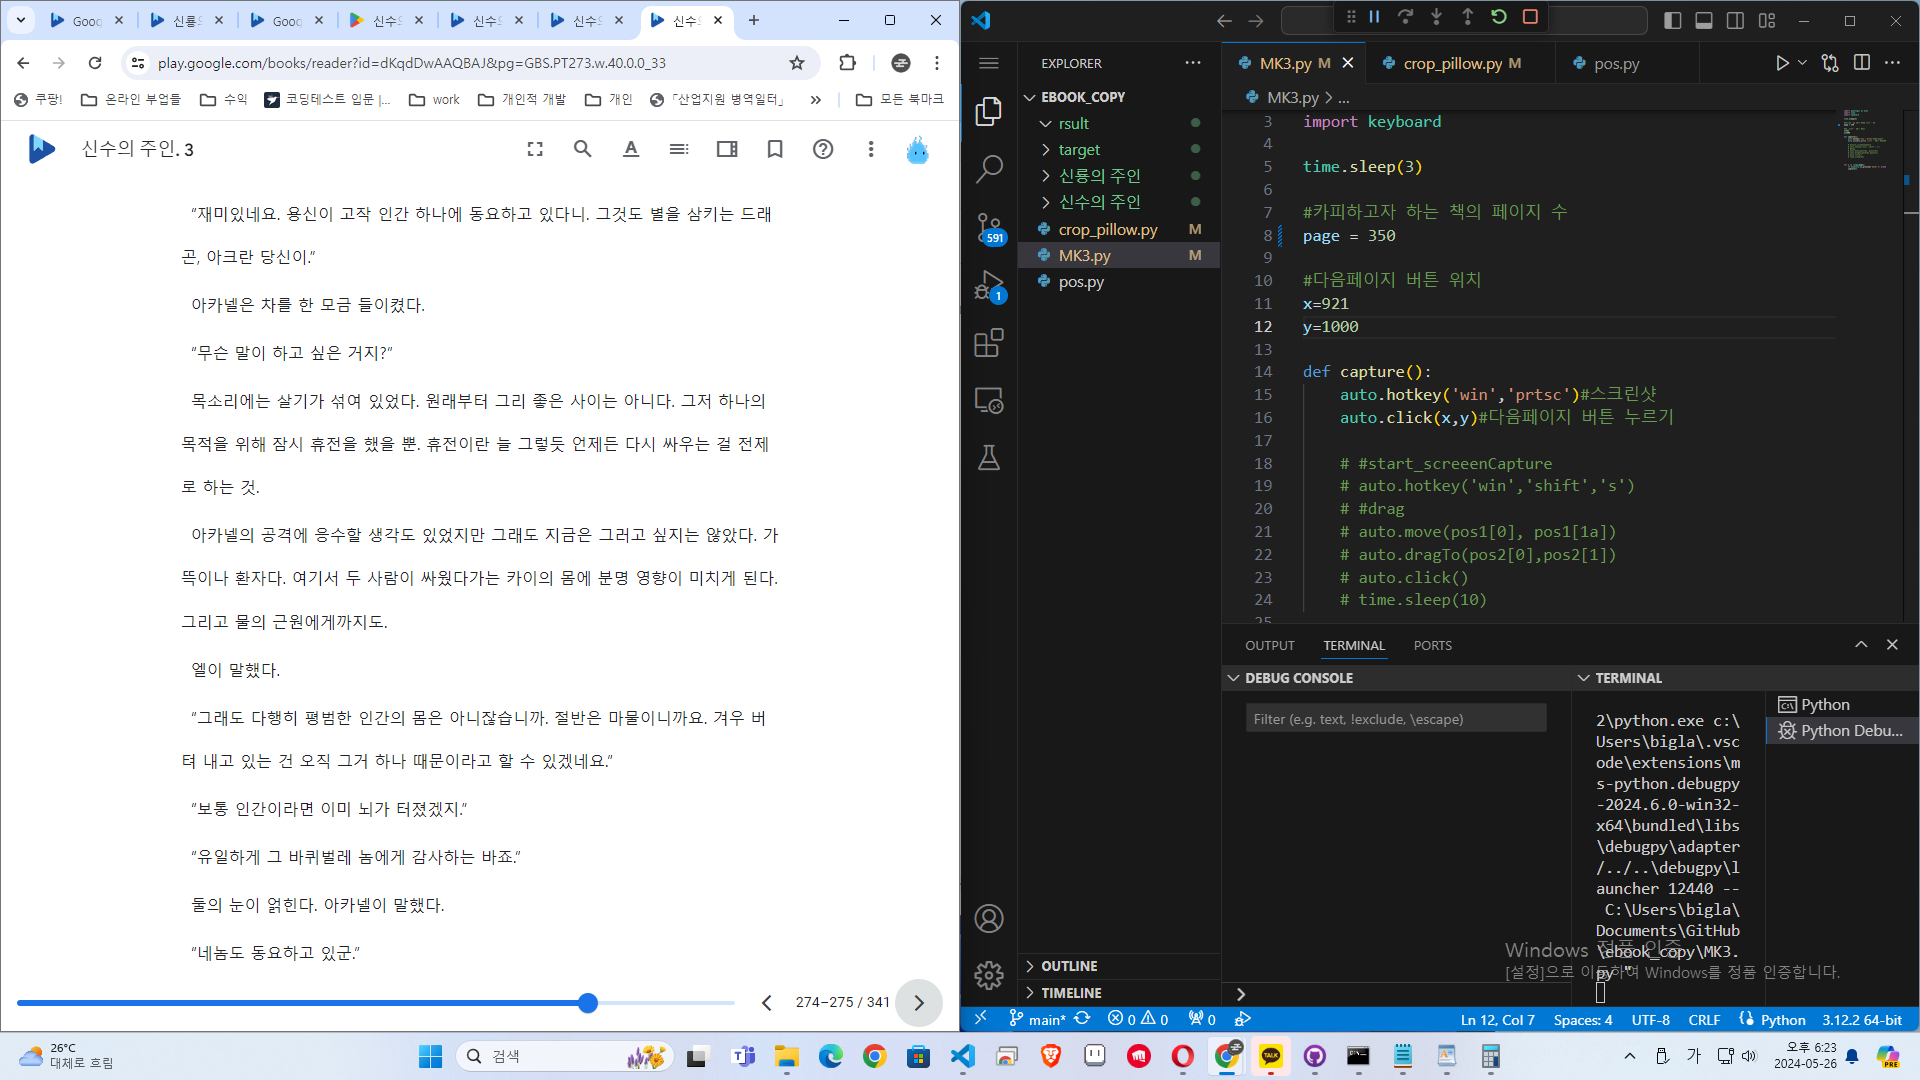 Goog
신룡으
Goog
신수으
신수으
신수으
신수으
play.google.com/books/reader?id=dKqdDwAAQBAJ&pg=GBS.PT273.w.40.0.0_33
쿠팡!
온라인 부업들
수익
코딩테스트 입문 |...
work
개인적 개발
개인
「산업지원 병역일터」
»
모든 북마크
신수의 주인. 3
“재미있네요. 용신이 고작 인간 하나에 동요하고 있다니. 그것도 별을 삼키는 드래
곤, 아크란 당신이.”
아카넬은 차를 한 모금 들이켰다.
“무슨 말이 하고 싶은 거지?”
목소리에는 살기가 섞여 있었다. 원래부터 그리 좋은 사이는 아니다. 그저 하나의
목적을 위해 잠시 휴전을 했을 뿐. 휴전이란 늘 그렇듯 언제든 다시 싸우는 걸 전제
로 하는 것.
아카넬의 공격에 응수할 생각도 있었지만 그래도 지금은 그러고 싶지는 않았다. 가
뜩이나 환자다. 여기서 두 사람이 싸웠다가는 카이의 몸에 분명 영향이 미치게 된다.
그리고 물의 근원에게까지도.
엘이 말했다.
“그래도 다행히 평범한 인간의 몸은 아니잖습니까. 절반은 마물이니까요. 겨우 버
텨 내고 있는 건 오직 그거 하나 때문이라고 할 수 있겠네요.”
“보통 인간이라면 이미 뇌가 터졌겠지.”
“유일하게 그 바퀴벌레 놈에게 감사하는 바죠.”
둘의 눈이 얽힌다. 아카넬이 말했다.
“네놈도 동요하고 있군.”
274–275 / 341
EXPLORER
EBOOK_COPY
rsult
target
신룡의 주인
신수의 주인
crop_pillow.py M
MK3.py M
pos.py
OUTLINE
TIMELINE
591
1
MK3.py M
crop_pillow.py M
pos.py
MK3.py > ...
3 import keyboard
4
5 time.sleep(3)
6
7 #카피하고자 하는 책의 페이지 수
8 page = 350
9
10 #다음페이지 버튼 위치
11 x=921
12 y=1000
13
14 def capture():
15 auto.hotkey('win','prtsc')#스크린샷
16 auto.click(x,y)#다음페이지 버튼 누르기
17
18 # #start_screeenCapture
19 # auto.hotkey('win','shift','s')
20 # #drag
21 # auto.move(pos1[0], pos1[1a])
22 # auto.dragTo(pos2[0],pos2[1])
23 # auto.click()
24 # time.sleep(10)
25
OUTPUT
TERMINAL
PORTS
DEBUG CONSOLE
Filter (e.g. text, !exclude, \escape)
TERMINAL
2\python.exe c:\
Users\bigla\.vsc
ode\extensions\m
s-python.debugpy
-2024.6.0-win32-
x64\bundled\libs
\debugpy\adapter
/../..\debugpy\l
auncher 12440 --
C:\Users\bigla\
Documents\GitHub
\ebook_copy\MK3.
py "
Python
Python Debu...
Windows 정품 인증
[설정]으로 이동하여 Windows를 정품 인증합니다.
main*
0 0
0
Ln 12, Col 7
Spaces: 4
UTF-8
CRLF
Python
3.12.2 64-bit
26°C
대체로 흐림
검색
TALK
가
오후 6:23
2024-05-26
PRE